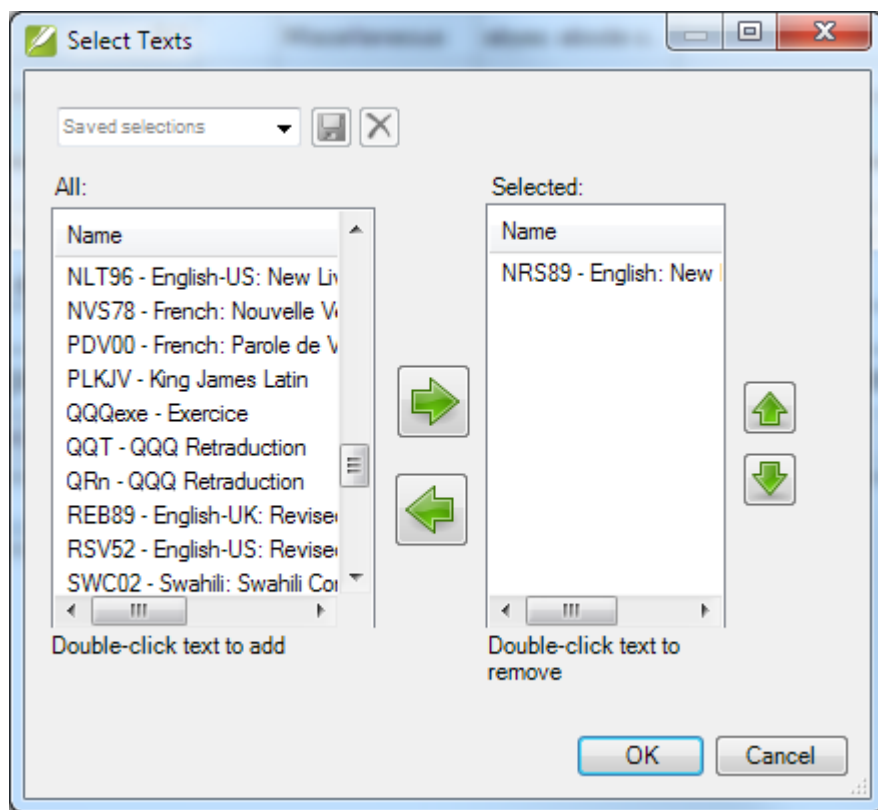 Select Texts
Saved selections
All:
Name
NLT96 - English-US: New Liv
NVS78 - French: Nouvelle Ve
PDV00 - French: Parole de V
PLKJV - King James Latin
QQQexe - Exercice
QQT - QQQ Retraduction
QRn - QQQ Retraduction
REB89 - English-UK: Revise
RSV52 - English-US: Revise
SWC02 - Swahili: Swahili Co
Double-click text to add
Selected:
Name
NRS89 - English: New
Double-click text to
remove
OK
Cancel